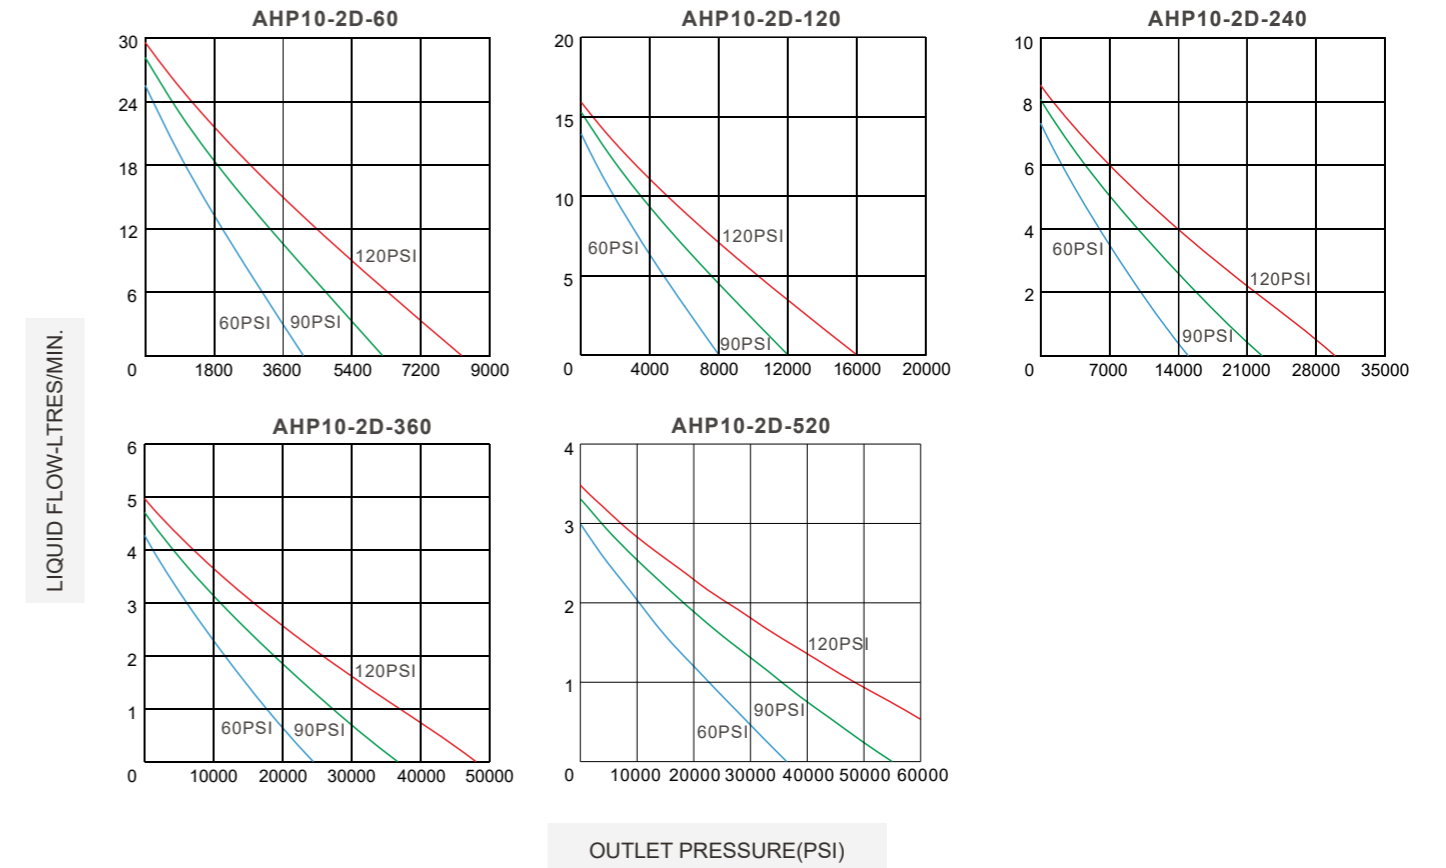 AHP10-2D-60
30
24
18
12
6
0
1800
3600
5400
7200
9000
60PSI
90PSI
120PSI
AHP10-2D-120
20
15
10
5
0
4000
8000
12000
16000
20000
60PSI
90PSI
120PSI
AHP10-2D-240
10
8
6
4
2
0
7000
14000
21000
28000
35000
60PSI
90PSI
120PSI
AHP10-2D-360
6
5
4
3
2
1
0
10000
20000
30000
40000
50000
60PSI
90PSI
120PSI
AHP10-2D-520
4
3
2
1
0
10000
20000
30000
40000
50000
60000
60PSI
90PSI
120PSI
LIQUID FLOW-LTRES/MIN.
OUTLET PRESSURE(PSI)